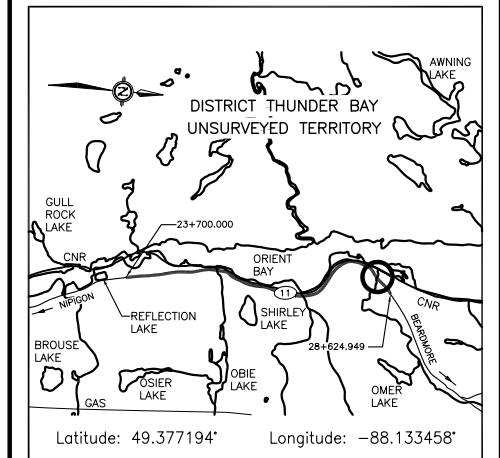 AWNING
LAKE
N
DISTRICT THUNDER BAY
UNSURVEYED TERRITORY
GULL
ROCK
LAKE
23+700.000
CNR
ORIENT
BAY
11
NIPIGON
CNR
REFLECTION
LAKE
SHIRLEY
LAKE
BEARDMORE
28+624.949
BROUSE
LAKE
OSIER
LAKE
OBIE
LAKE
OMER
LAKE
GAS
Latitude: 49.377194° Longitude: -88.133458°